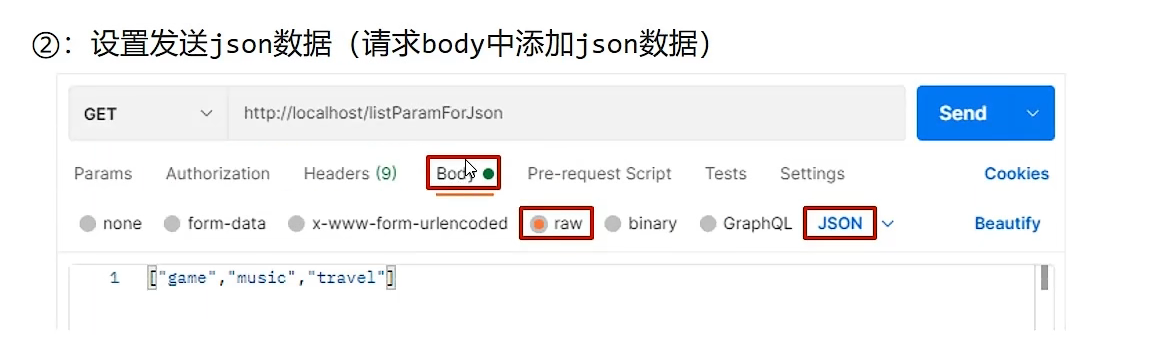 ②：设置发送json数据（请求body中添加json数据）
GET http://localhost/listParamForJson Send
Params Authorization Headers (9) Body Pre-request Script Tests Settings Cookies
none form-data x-www-form-urlencoded raw binary GraphQL JSON Beautify
1 ["game","music","travel"]